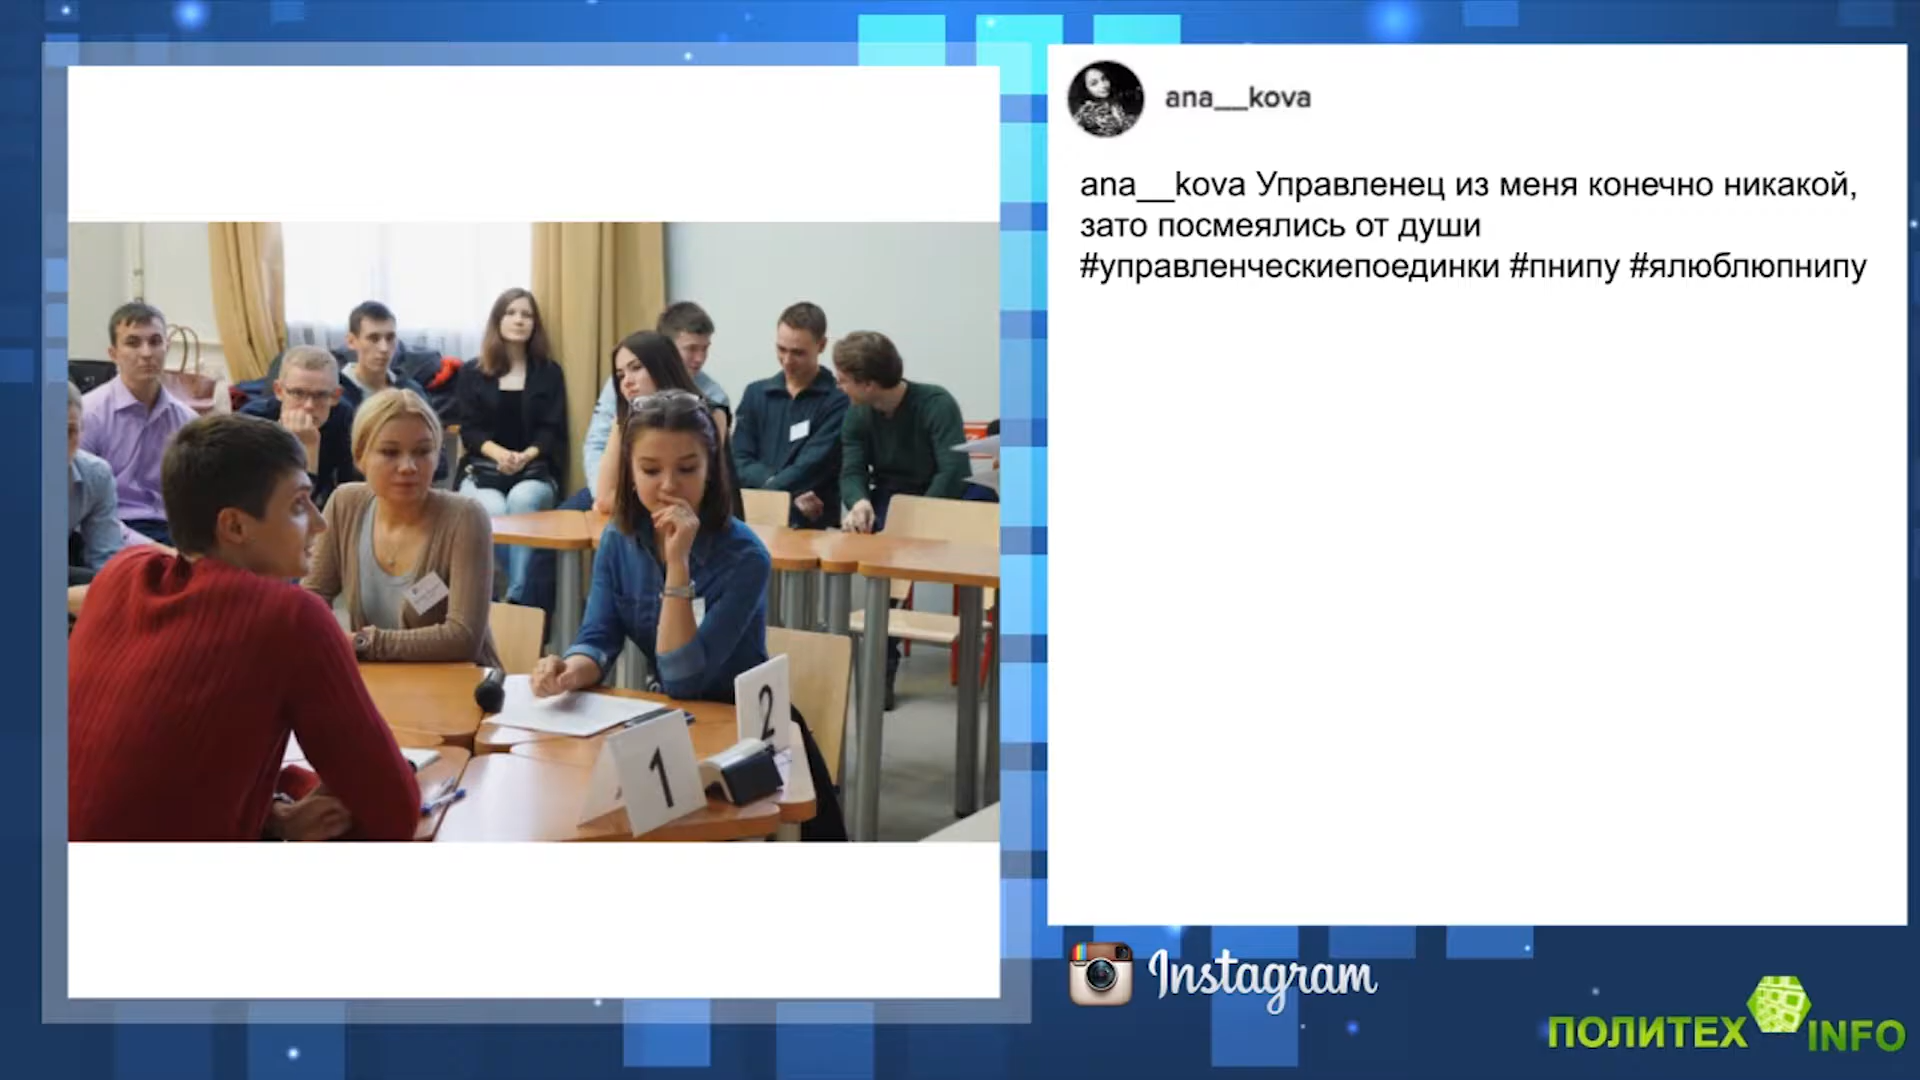 ana__kova
ana__kova Управленец из меня конечно никакой,
зато посмеялись от души
#управленческиепоединки #пнипу #ялюблюпнипу
1
2
Instagram
ПОЛИТЕХ INFO